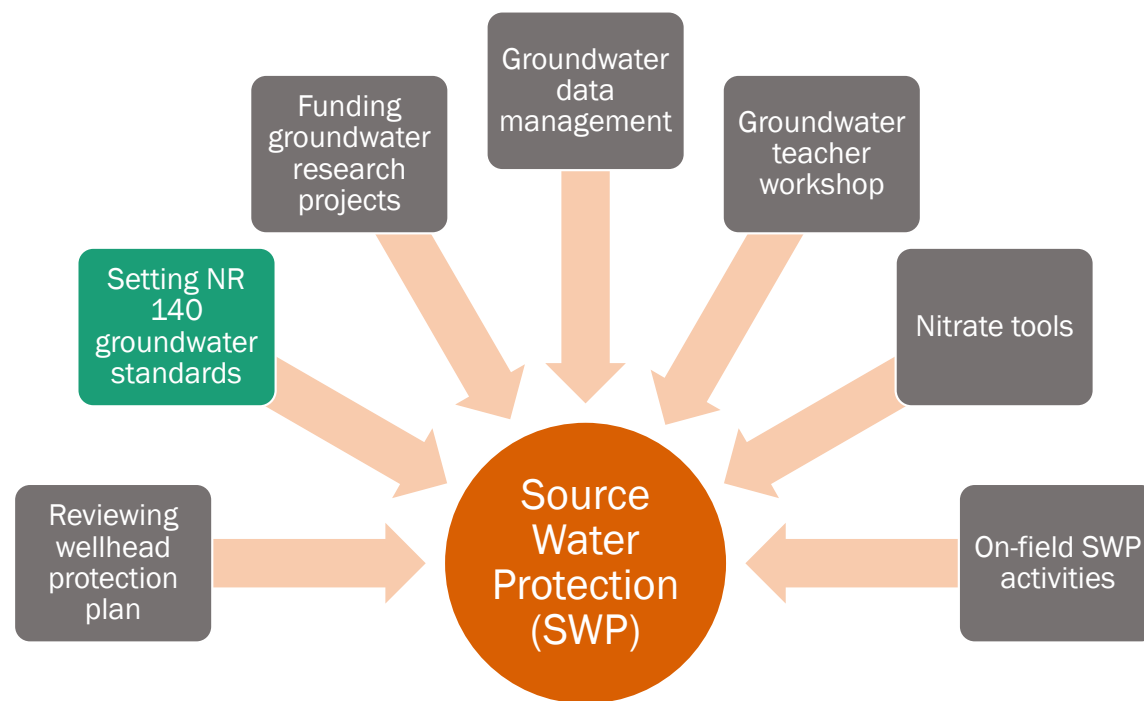 Groundwater
data
management
Funding
groundwater
research
projects
Groundwater
teacher
workshop
Setting NR
140
groundwater
standards
Nitrate tools
Reviewing
wellhead
protection
plan
Source
Water
Protection
(SWP)
On-field SWP
activities